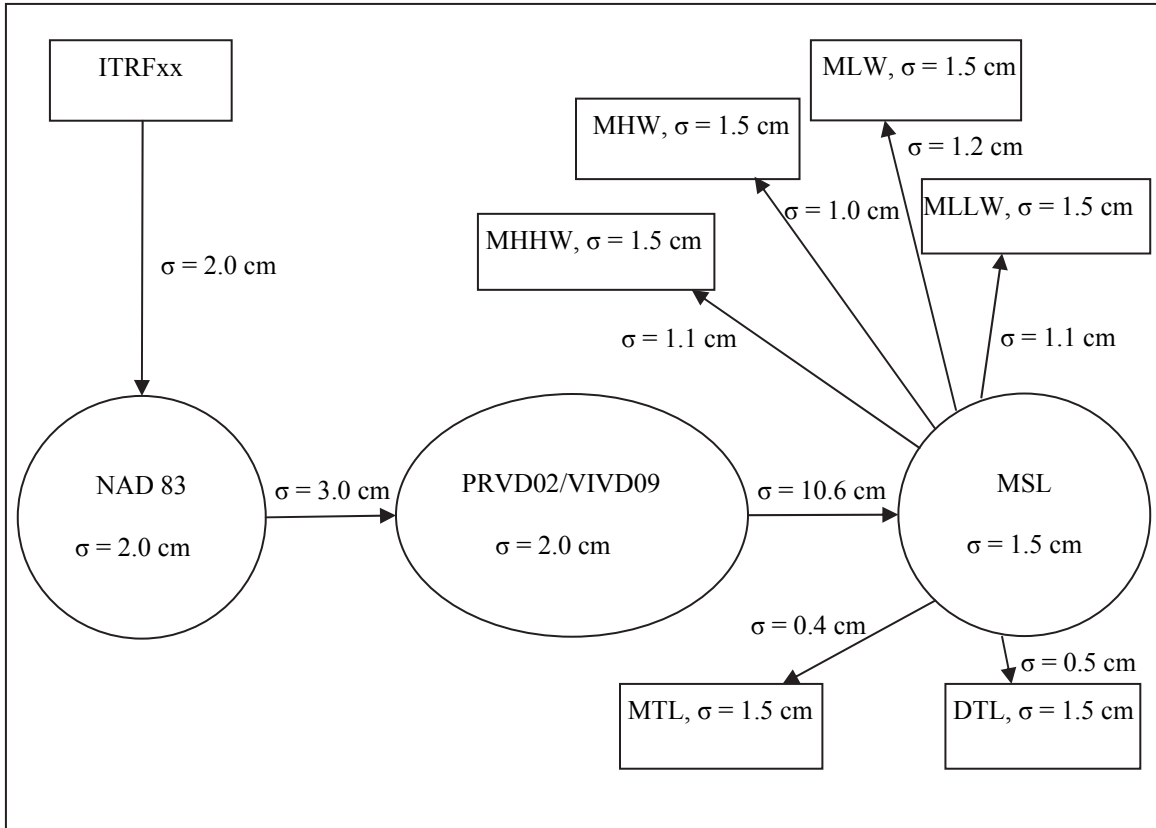 ITRFxx
MLW, σ = 1.5 cm
MHW, σ = 1.5 cm
σ = 1.2 cm
MLLW, σ = 1.5 cm
σ = 1.0 cm
MHHW, σ = 1.5 cm
σ = 2.0 cm
σ = 1.1 cm
σ = 1.1 cm
NAD 83
σ = 2.0 cm
σ = 3.0 cm
PRVD02/VIVD09
σ = 2.0 cm
σ = 10.6 cm
MSL
σ = 1.5 cm
σ = 0.4 cm
σ = 0.5 cm
MTL, σ = 1.5 cm
DTL, σ = 1.5 cm